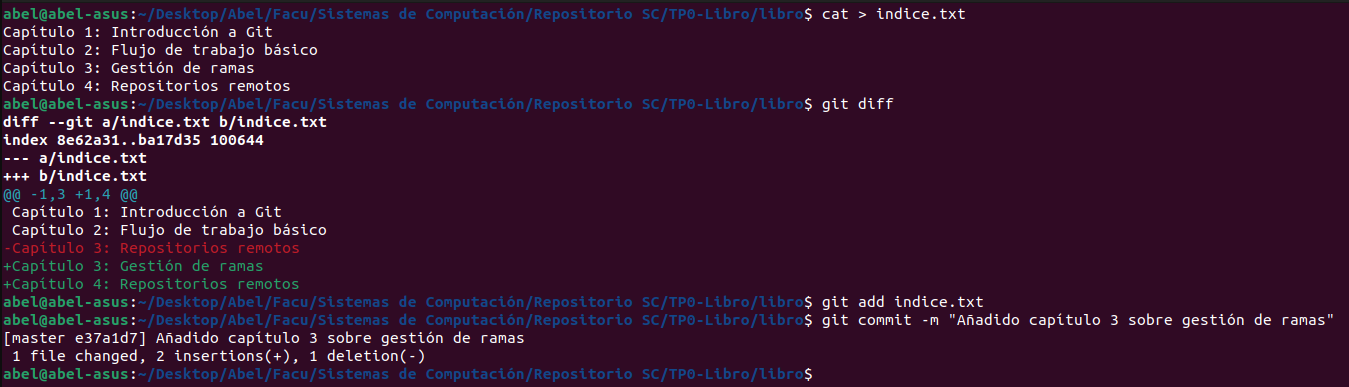 abel@abel-asus:~/Desktop/Abel/Facu/Sistemas de Computación/Repositorio SC/TP0-Libro/libro$ cat > indice.txt
Capítulo 1: Introducción a Git
Capítulo 2: Flujo de trabajo básico
Capítulo 3: Gestión de ramas
Capítulo 4: Repositorios remotos
abel@abel-asus:~/Desktop/Abel/Facu/Sistemas de Computación/Repositorio SC/TP0-Libro/libro$ git diff
diff --git a/indice.txt b/indice.txt
index 8e62a31..ba17d35 100644
--- a/indice.txt
+++ b/indice.txt
@@ -1,3 +1,4 @@
 Capítulo 1: Introducción a Git
 Capítulo 2: Flujo de trabajo básico
-Capítulo 3: Repositorios remotos
+Capítulo 3: Gestión de ramas
+Capítulo 4: Repositorios remotos
abel@abel-asus:~/Desktop/Abel/Facu/Sistemas de Computación/Repositorio SC/TP0-Libro/libro$ git add indice.txt
abel@abel-asus:~/Desktop/Abel/Facu/Sistemas de Computación/Repositorio SC/TP0-Libro/libro$ git commit -m "Añadido capítulo 3 sobre gestión de ramas"
[master e37a1d7] Añadido capítulo 3 sobre gestión de ramas
 1 file changed, 2 insertions(+), 1 deletion(-)
abel@abel-asus:~/Desktop/Abel/Facu/Sistemas de Computación/Repositorio SC/TP0-Libro/libro$